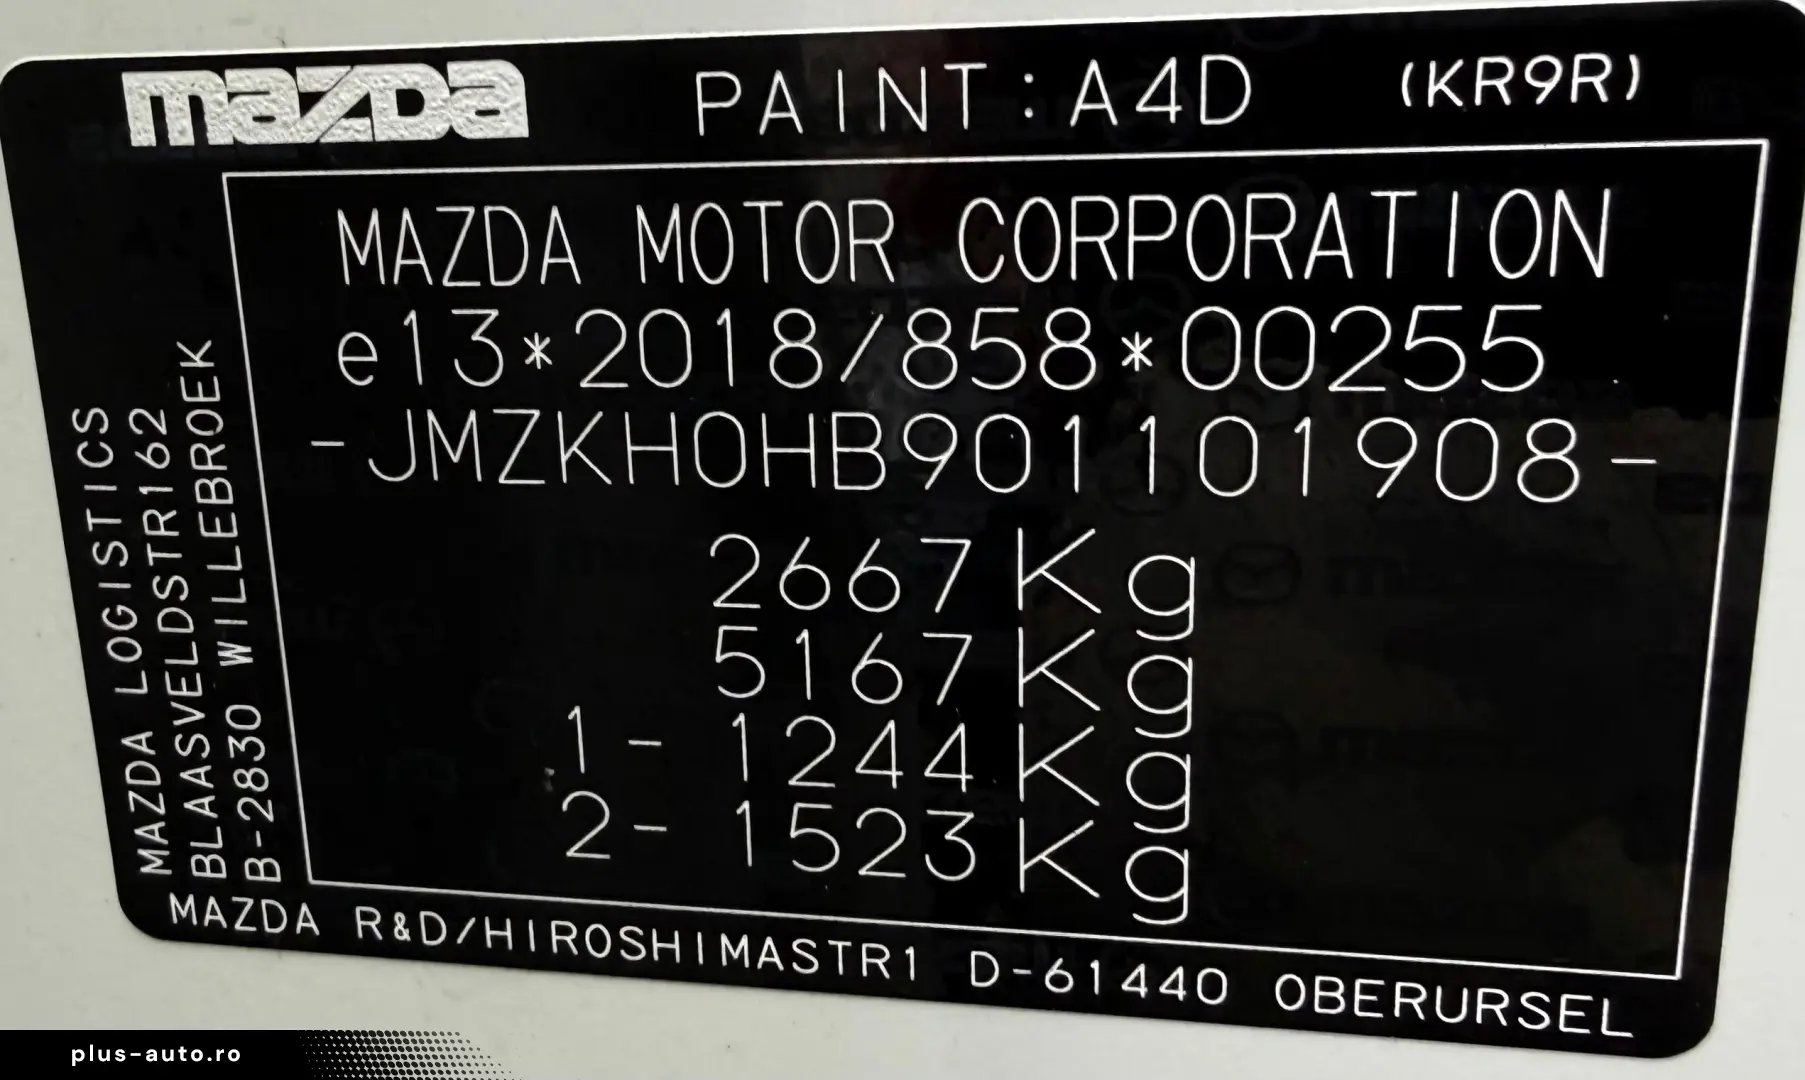 mazda PAINT:A4D (KR9R)
MAZDA MOTOR CORPORATION
e13*2018/858*00255
-JMZKH0HB901101908-
2667Kg
5167Kg
1- 1244Kg
2- 1523Kg
MAZDA LOGISTICS
BLAASVELDSTR162
B-2830 WILLEBROEK
MAZDA R&D/HIROSHIMASTR1 D-61440 OBERURSEL
plus-auto.ro